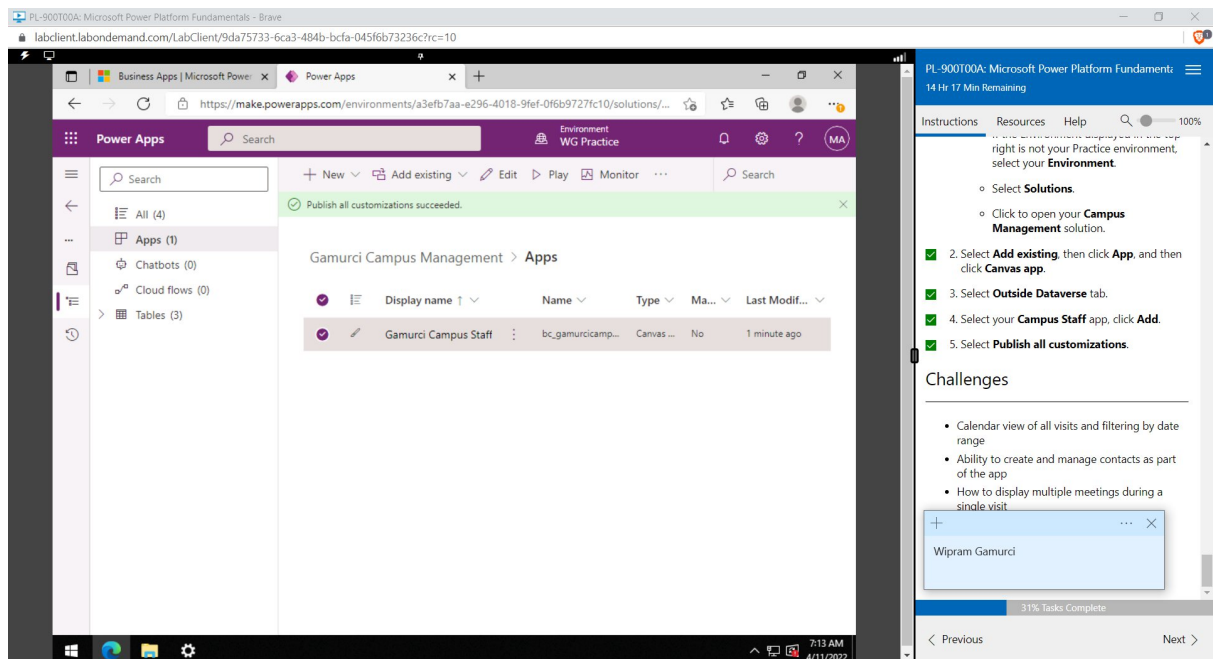 PL-900T00A: Microsoft Power Platform Fundamentals - Brave
labclient.labondemand.com/LabClient/9da75733-6ca3-484b-bcfa-045f6b73236c?rc=10
Business Apps | Microsoft Power
Power Apps
https://make.powerapps.com/environments/a3efb7aa-e296-4018-9fef-0f6b9727fc10/solutions/...
Power Apps
Search
Environment
WG Practice
?
MA
Search
New
Add existing
Edit
Play
Monitor
...
Search
Publish all customizations succeeded.
All (4)
Apps (1)
Chatbots (0)
Cloud flows (0)
Tables (3)
Gamurci Campus Management > Apps
Display name ↑
Name
Type
Ma...
Last Modif...
Gamurci Campus Staff
bc_gamurcicamp...
Canvas ...
No
1 minute ago
7:13 AM
4/11/2022
PL-900T00A: Microsoft Power Platform Fundamenta
14 Hr 17 Min Remaining
Instructions Resources Help
100%
right is not your Practice environment,
select your Environment.
Select Solutions.
Click to open your Campus
Management solution.
2. Select Add existing, then click App, and then
click Canvas app.
3. Select Outside Dataverse tab.
4. Select your Campus Staff app, click Add.
5. Select Publish all customizations.
Challenges
• Calendar view of all visits and filtering by date
range
• Ability to create and manage contacts as part
of the app
• How to display multiple meetings during a
single visit
Wipram Gamurci
31% Tasks Complete
< Previous
Next >